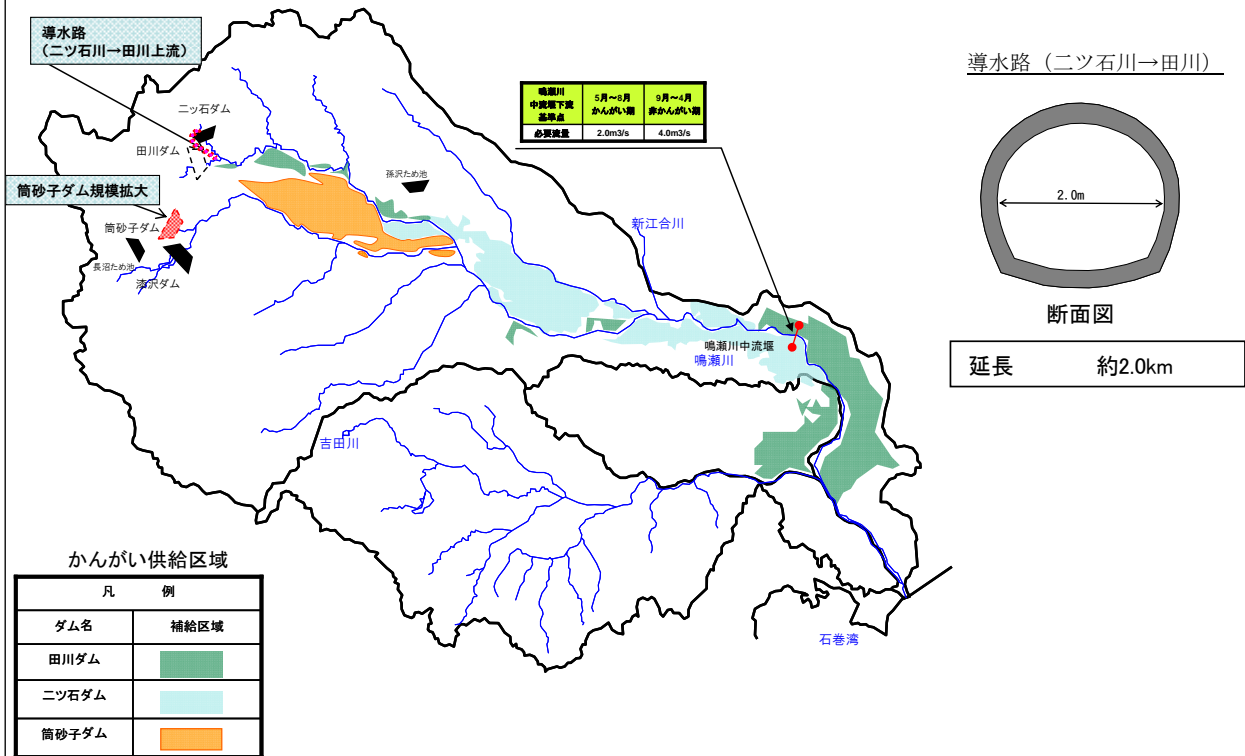 導水路
（二ツ石川→田川上流）
二ッ石ダム
田川ダム
筒砂子ダム規模拡大
筒砂子ダム
長沼ため池
漆沢ダム
孫沢ため池
鳴瀬川
中流堰下流
基準点
5月～8月
かんがい期
9月～4月
非かんがい期
必要流量
2.0m3/s
4.0m3/s
新江合川
鳴瀬川中流堰
鳴瀬川
吉田川
石巻湾
導水路（二ツ石川→田川）
2.0m
断面図
延長 約2.0km
かんがい供給区域
凡 例
ダム名 補給区域
田川ダム
二ツ石ダム
筒砂子ダム